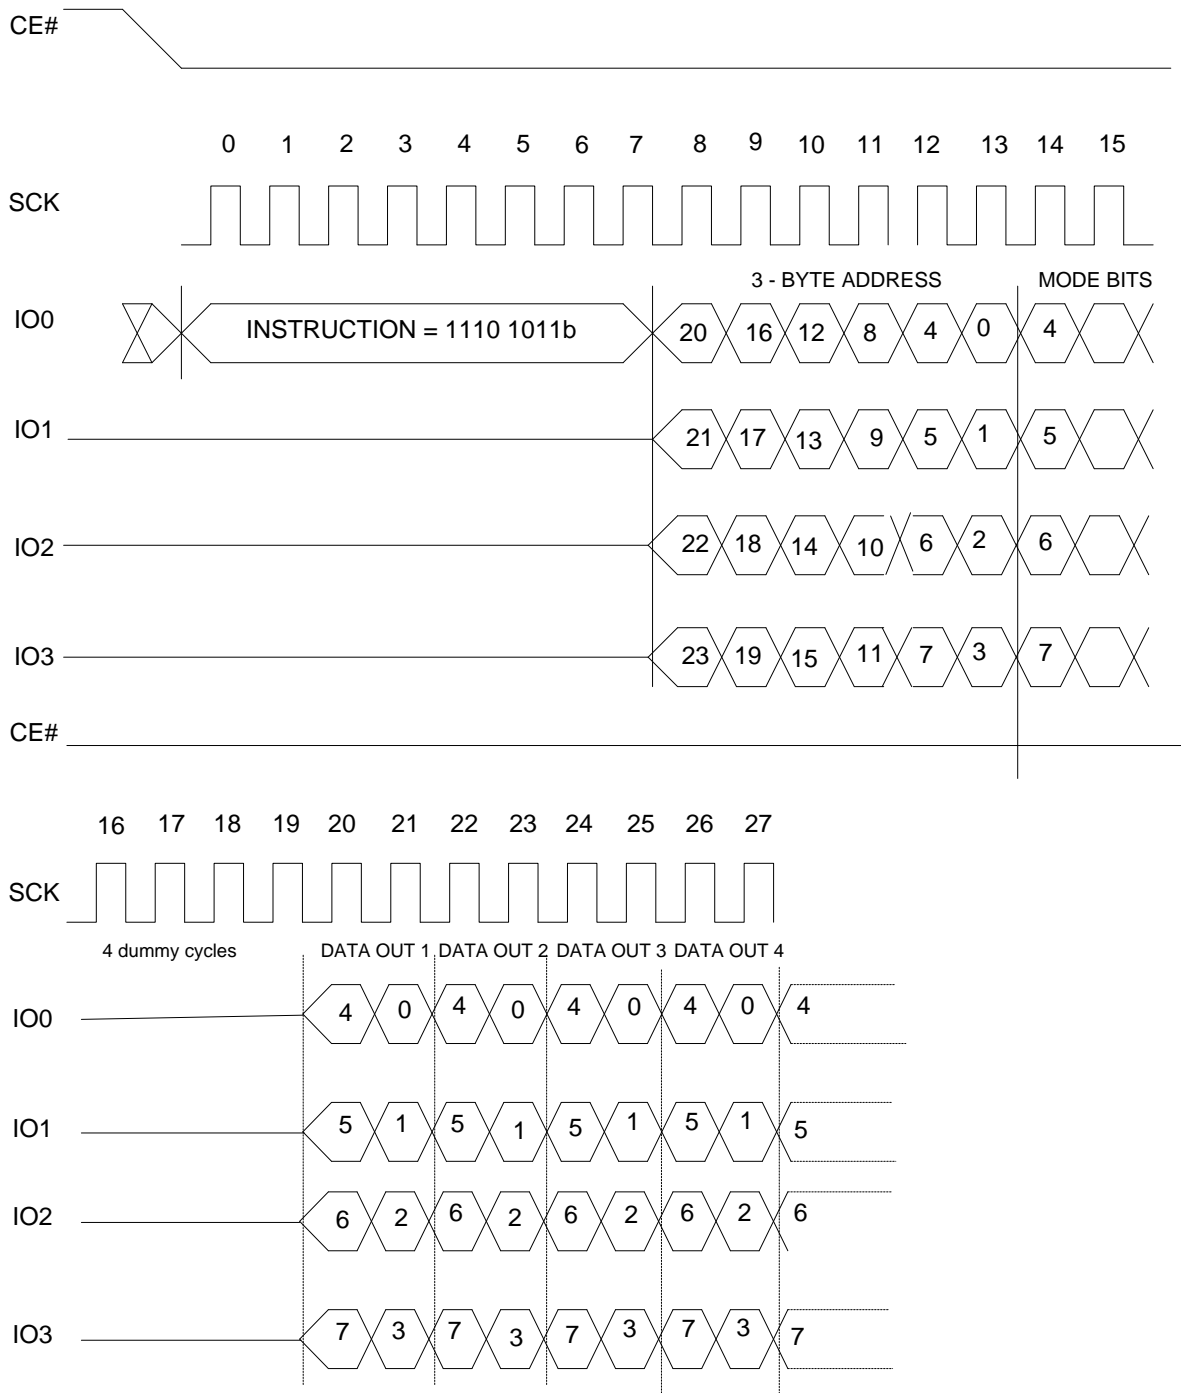 CE#
0 1 2 3 4 5 6 7 8 9 10 11 12 13 14 15
SCK
3 - BYTE ADDRESS MODE BITS
IO0 INSTRUCTION = 1110 1011b 20 16 12 8 4 0 4
IO1 21 17 13 9 5 1 5
IO2 22 18 14 10 6 2 6
IO3 23 19 15 11 7 3 7
CE#
16 17 18 19 20 21 22 23 24 25 26 27
SCK
4 dummy cycles DATA OUT 1 DATA OUT 2 DATA OUT 3 DATA OUT 4
IO0 4 0 4 0 4 0 4 0 4
IO1 5 1 5 1 5 1 5 1 5
IO2 6 2 6 2 6 2 6 2 6
IO3 7 3 7 3 7 3 7 3 7